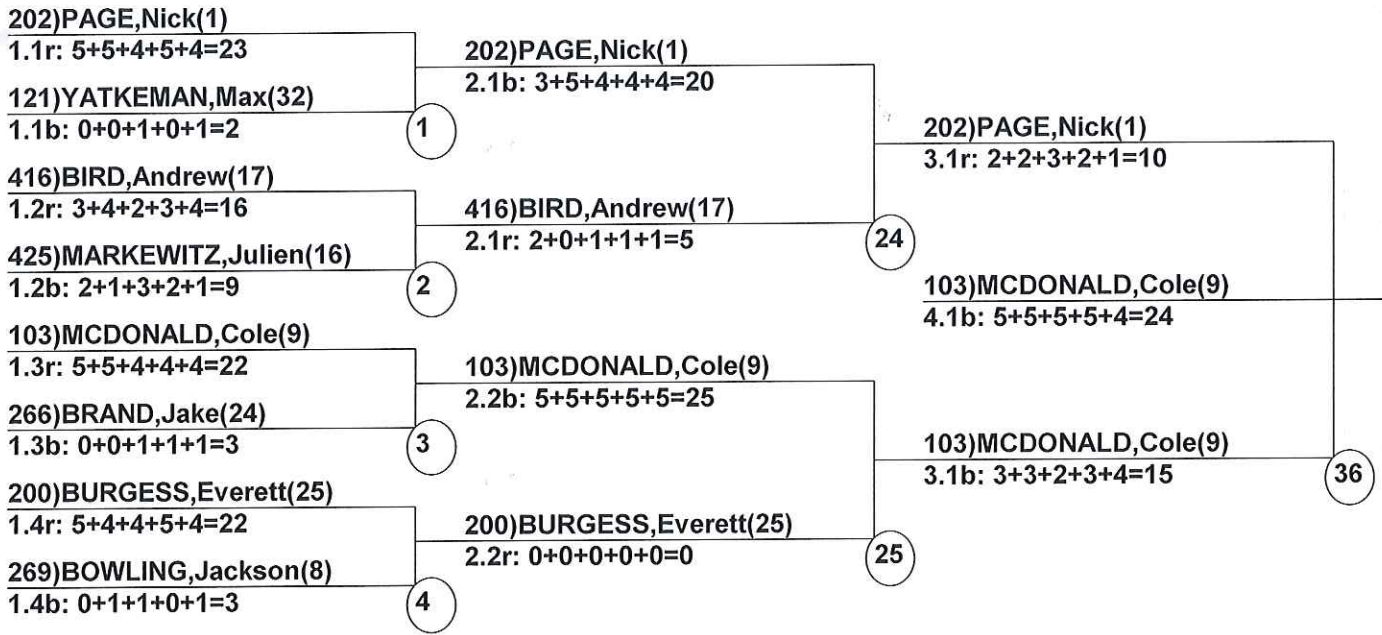 202)PAGE,Nick(1)
1.1r: 5+5+4+5+4=23
121)YATKEMAN,Max(32)
1.1b: 0+0+1+0+1=2
1
416)BIRD,Andrew(17)
1.2r: 3+4+2+3+4=16
425)MARKEWITZ,Julien(16)
1.2b: 2+1+3+2+1=9
2
103)MCDONALD,Cole(9)
1.3r: 5+5+4+4+4=22
266)BRAND,Jake(24)
1.3b: 0+0+1+1+1=3
3
200)BURGESS,Everett(25)
1.4r: 5+4+4+5+4=22
269)BOWLING,Jackson(8)
1.4b: 0+1+1+0+1=3
4
202)PAGE,Nick(1)
2.1b: 3+5+4+4+4=20
416)BIRD,Andrew(17)
2.1r: 2+0+1+1+1=5
24
103)MCDONALD,Cole(9)
2.2b: 5+5+5+5+5=25
200)BURGESS,Everett(25)
2.2r: 0+0+0+0+0=0
25
202)PAGE,Nick(1)
3.1r: 2+2+3+2+1=10
103)MCDONALD,Cole(9)
4.1b: 5+5+5+5+4=24
103)MCDONALD,Cole(9)
3.1b: 3+3+2+3+4=15
36